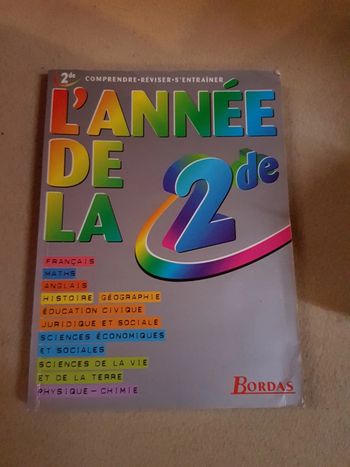 2de COMPRENDRE•RÉVISER•S'ENTRAÎNER
L'ANNÉE
DE
LA 2de
FRANÇAIS
MATHS
ANGLAIS
HISTOIRE GÉOGRAPHIE
ÉDUCATION CIVIQUE
JURIDIQUE ET SOCIALE
SCIENCES ÉCONOMIQUES
ET SOCIALES
SCIENCES DE LA VIE
ET DE LA TERRE
PHYSIQUE-CHIMIE
BORDAS